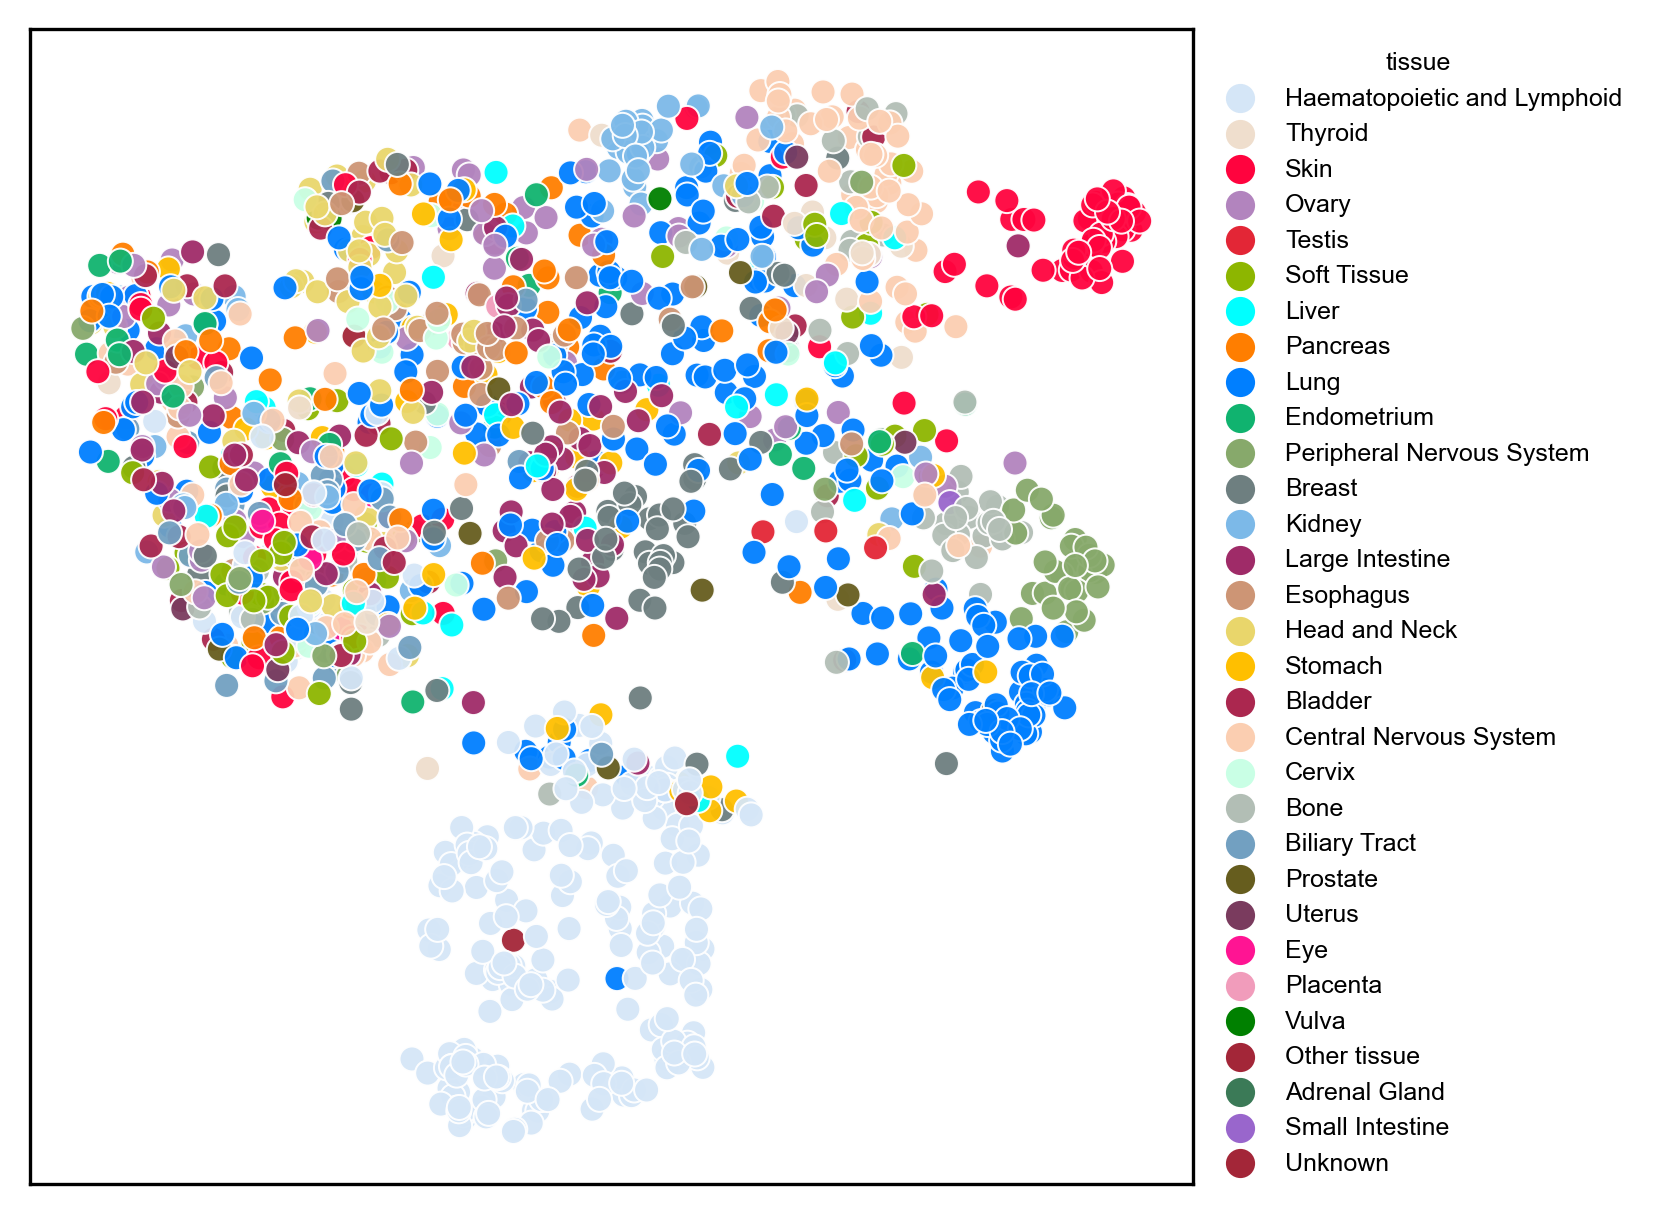 tissue
Haematopoietic and Lymphoid
Thyroid
Skin
Ovary
Testis
Soft Tissue
Liver
Pancreas
Lung
Endometrium
Peripheral Nervous System
Breast
Kidney
Large Intestine
Esophagus
Head and Neck
Stomach
Bladder
Central Nervous System
Cervix
Bone
Biliary Tract
Prostate
Uterus
Eye
Placenta
Vulva
Other tissue
Adrenal Gland
Small Intestine
Unknown